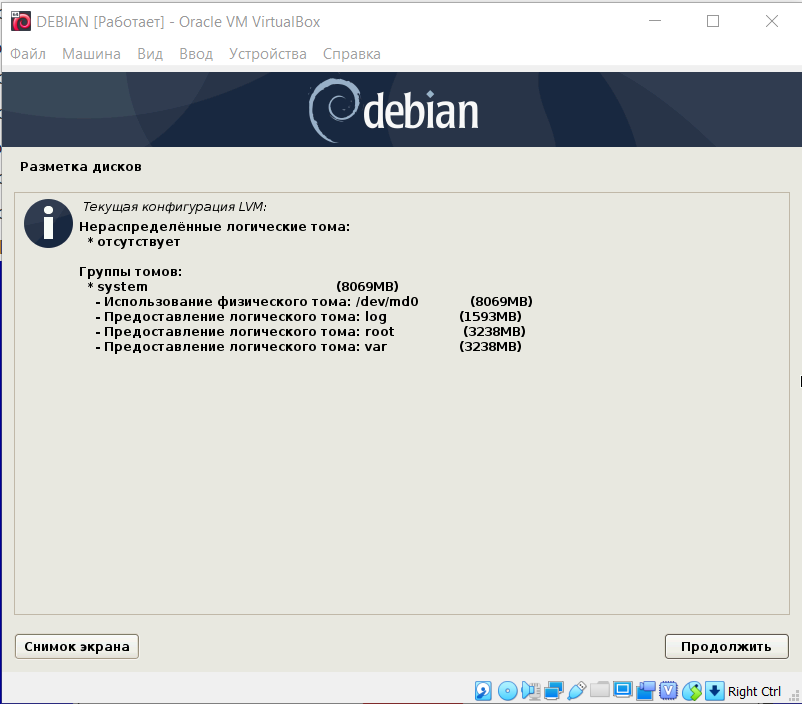 DEBIAN [Работает] - Oracle VM VirtualBox
Файл Машина Вид Ввод Устройства Справка
debian
Разметка дисков
Текущая конфигурация LVM:
Нераспределённые логические тома:
* отсутствует
Группы томов:
* system (8069MB)
- Использование физического тома: /dev/md0 (8069MB)
- Предоставление логического тома: log (1593MB)
- Предоставление логического тома: root (3238MB)
- Предоставление логического тома: var (3238MB)
Снимок экрана Продолжить
Right Ctrl